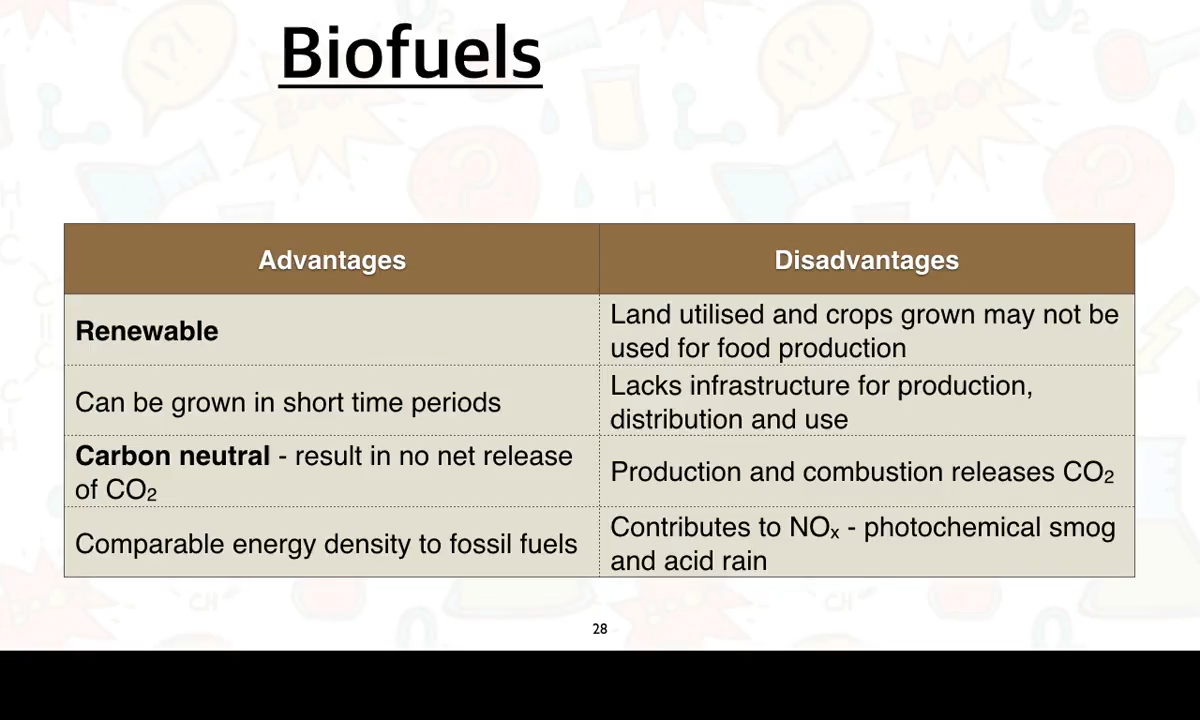 Biofuels
Advantages
Disadvantages
Renewable
Land utilised and crops grown may not be
used for food production
Can be grown in short time periods
Lacks infrastructure for production,
distribution and use
Carbon neutral - result in no net release
of CO₂
Production and combustion releases CO₂
Comparable energy density to fossil fuels
Contributes to NOₓ - photochemical smog
and acid rain
28